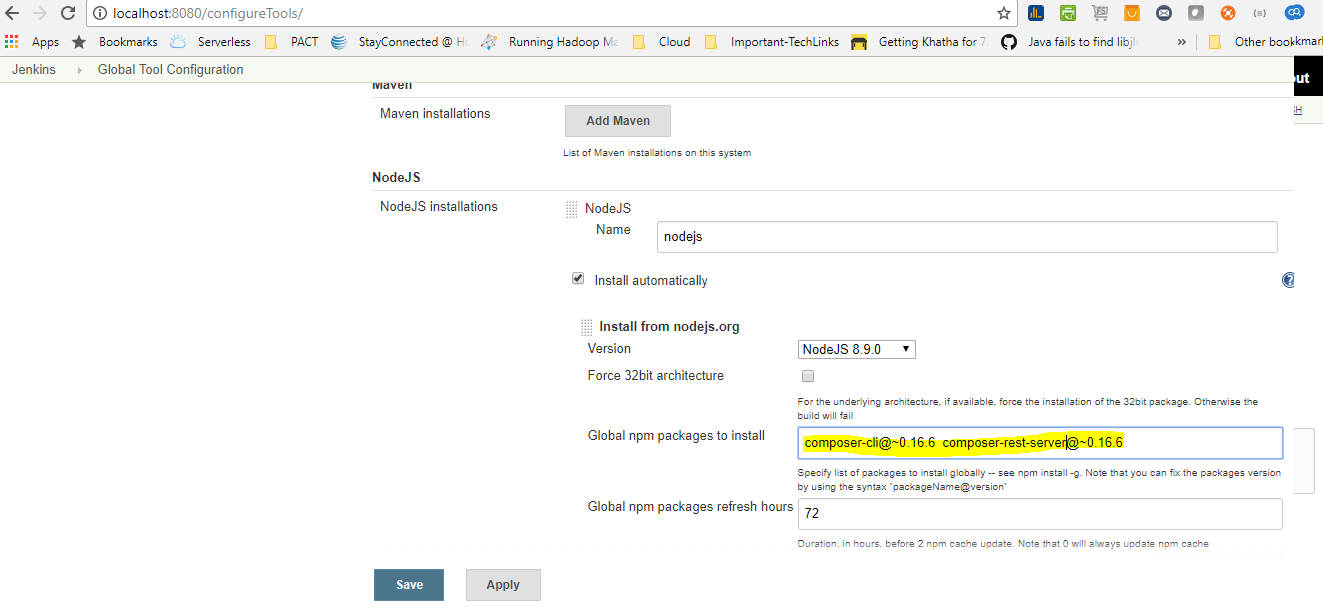 localhost:8080/configureTools/
Apps Bookmarks Serverless PACT StayConnected @ H Running Hadoop Ma Cloud Important-TechLinks Getting Khatha for 7 Java fails to find libjli » Other bookkmar
Jenkins Global Tool Configuration
out
SH
Maven
Maven installations
Add Maven
List of Maven installations on this system
NodeJS
NodeJS installations
NodeJS
Name
nodejs
Install automatically
Install from nodejs.org
Version
NodeJS 8.9.0
Force 32bit architecture
For the underlying architecture, if available, force the installation of the 32bit package. Otherwise the
build will fail
Global npm packages to install
composer-cli@~0.16.6 composer-rest-server@~0.16.6
Specify list of packages to install globally -- see npm install -g. Note that you can fix the packages version
by using the syntax `packageName@version`
Global npm packages refresh hours
72
Duration, in hours, before 2 npm cache update. Note that 0 will always update npm cache
Save Apply